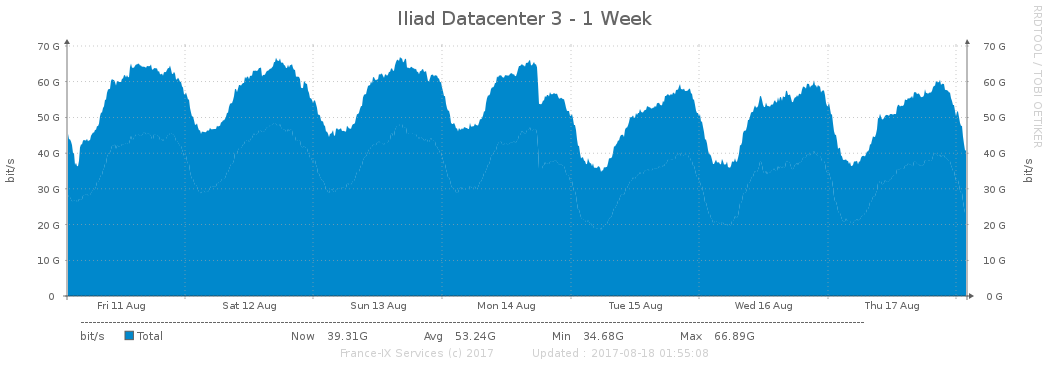 Iliad Datacenter 3 - 1 Week
RRDTOOL / TOBI OETIKER
bit/s
70 G
60 G
50 G
40 G
30 G
20 G
10 G
0
70 G
60 G
50 G
40 G
30 G
20 G
10 G
0 G
bit/s
Fri 11 Aug Sat 12 Aug Sun 13 Aug Mon 14 Aug Tue 15 Aug Wed 16 Aug Thu 17 Aug
bit/s Total Now 39.31G Avg 53.24G Min 34.68G Max 66.89G
France-IX Services (c) 2017 Updated : 2017-08-18 01:55:08